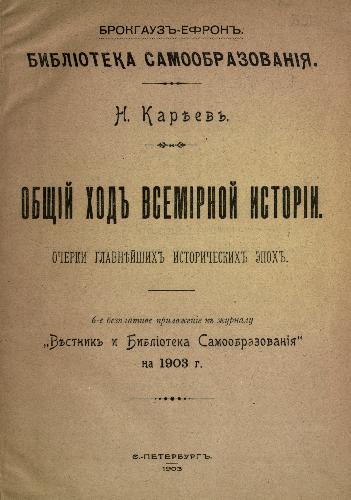 БРОКГАУЗЪ-ЕФРОНЪ.
БИБЛІОТЕКА САМООБРАЗОВАНІЯ.
Н. Карѣевъ.
ОБЩІЙ ХОДЪ ВСЕМІРНОЙ ИСТОРІИ.
ОЧЕРКИ ГЛАВНѢЙШИХЪ ИСТОРИЧЕСКИХЪ ЭПОХЪ.
6-е безплатное приложеніе къ журналу
„Вѣстникъ и Библіотека Самообразованія“
на 1903 г.
С.-ПЕТЕРБУРГЪ.
1903